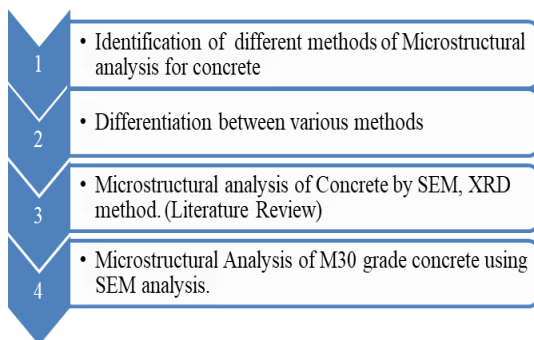 1
• Identification of different methods of Microstructural
analysis for concrete
2
• Differentiation between various methods
3
• Microstructural analysis of Concrete by SEM, XRD
method. (Literature Review)
4
• Microstructural Analysis of M30 grade concrete using
SEM analysis.